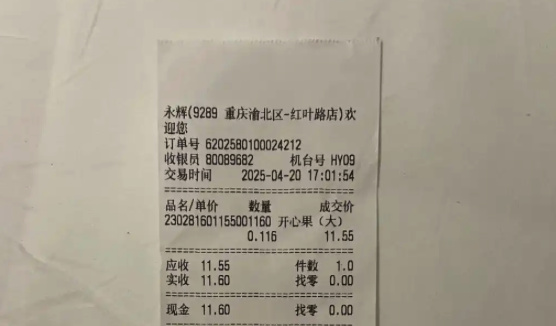 永辉(9289 重庆渝北区-红叶路店)欢
迎您
订单号 6202580100024212
收银员 80089682 机台号 HY09
交易时间 2025-04-20 17:01:54
================================
品名/单价 数量 成交价
230281601155001160 开心果（大）
0.116 11.55
================================
应收 11.55 件数 1.0
实收 11.60 找零 0.00
================================
现金 11.60 找零 0.00
================================